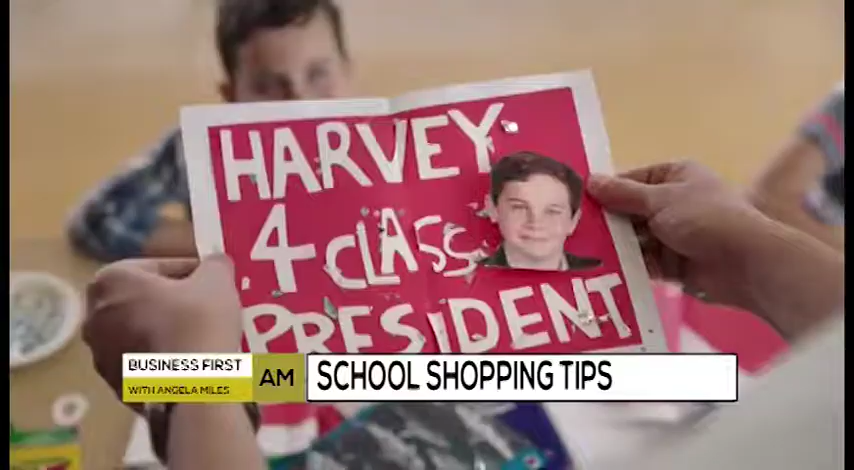 HARVEY
4 CLASS
PRESIDENT
BUSINESS FIRST
WITH ANGELA MILES
AM
SCHOOL SHOPPING TIPS